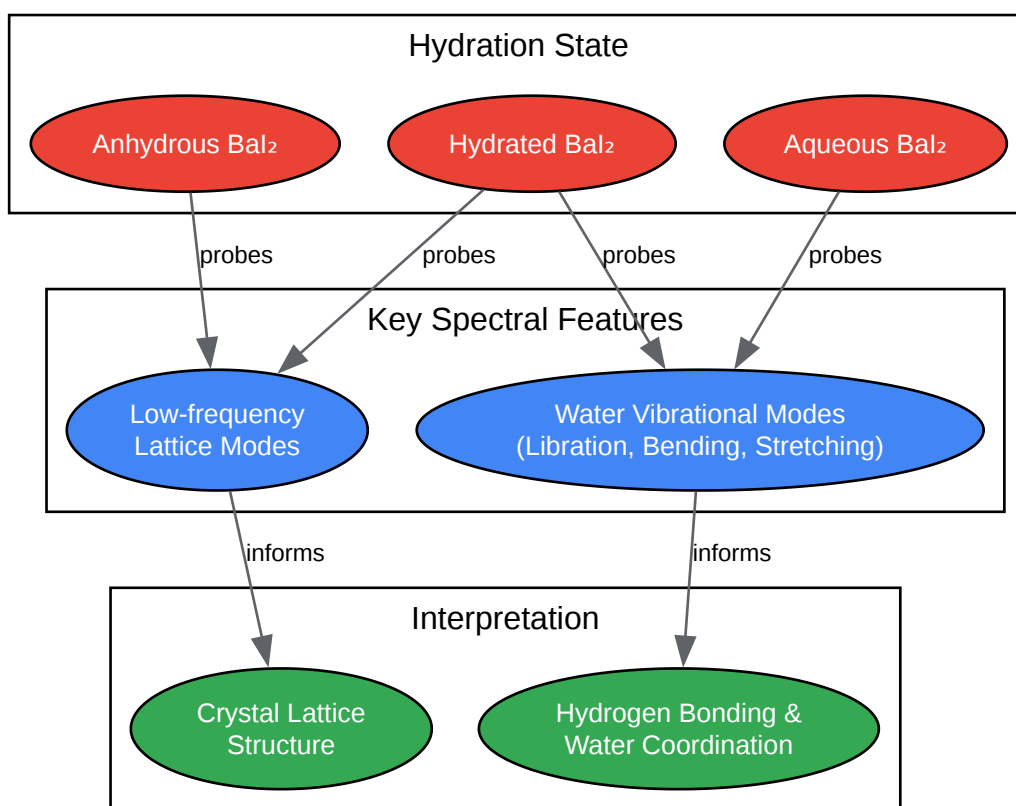 Hydration State
Anhydrous BaI₂
Hydrated BaI₂
Aqueous BaI₂
probes
probes
probes
probes
Key Spectral Features
Low-frequency
Lattice Modes
Water Vibrational Modes
(Libration, Bending, Stretching)
informs
informs
Interpretation
Crystal Lattice
Structure
Hydrogen Bonding &
Water Coordination